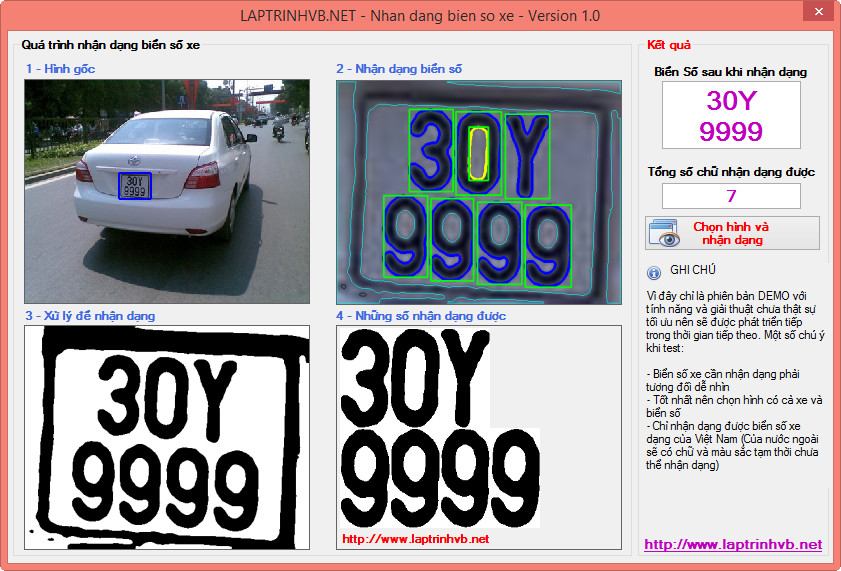 LAPTRINHVB.NET - Nhan dang bien so xe - Version 1.0
Quá trình nhận dạng biển số xe
1 - Hình gốc
30Y
9999
2 - Nhận dạng biển số
30Y
9999
3 - Xử lý để nhận dạng
30Y
9999
4 - Những số nhận dạng được
30Y
9999
http://www.laptrinhvb.net
Kết quả
Biển Số sau khi nhận dạng
30Y
9999
Tổng số chữ nhận dạng được
7
Chọn hình và
nhận dạng
GHI CHÚ
Vì đây chỉ là phiên bản DEMO với
tính năng và giải thuật chưa thật sự
tối ưu nên sẽ được phát triển tiếp
trong thời gian tiếp theo. Một số chú ý
khi test:
- Biển số xe cần nhận dạng phải
tương đối dễ nhìn
- Tốt nhất nên chọn hình có cả xe và
biển số
- Chỉ nhận dạng được biển số xe
dạng của Việt Nam (Của nước ngoài
sẽ có chữ và màu sắc tạm thời chưa
thể nhận dạng)
http://www.laptrinhvb.net